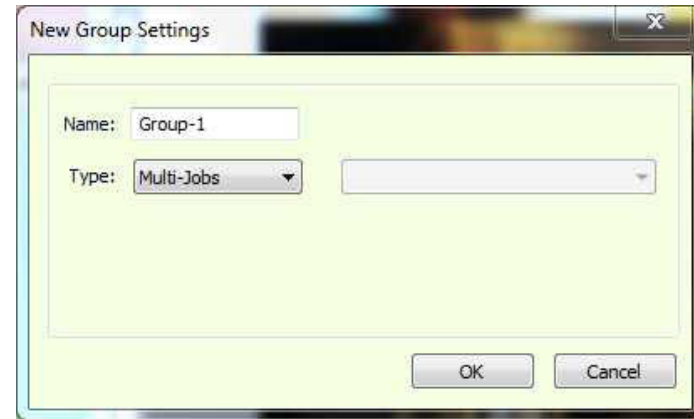 New Group Settings
Name: Group-1
Type: Multi-Jobs
OK Cancel